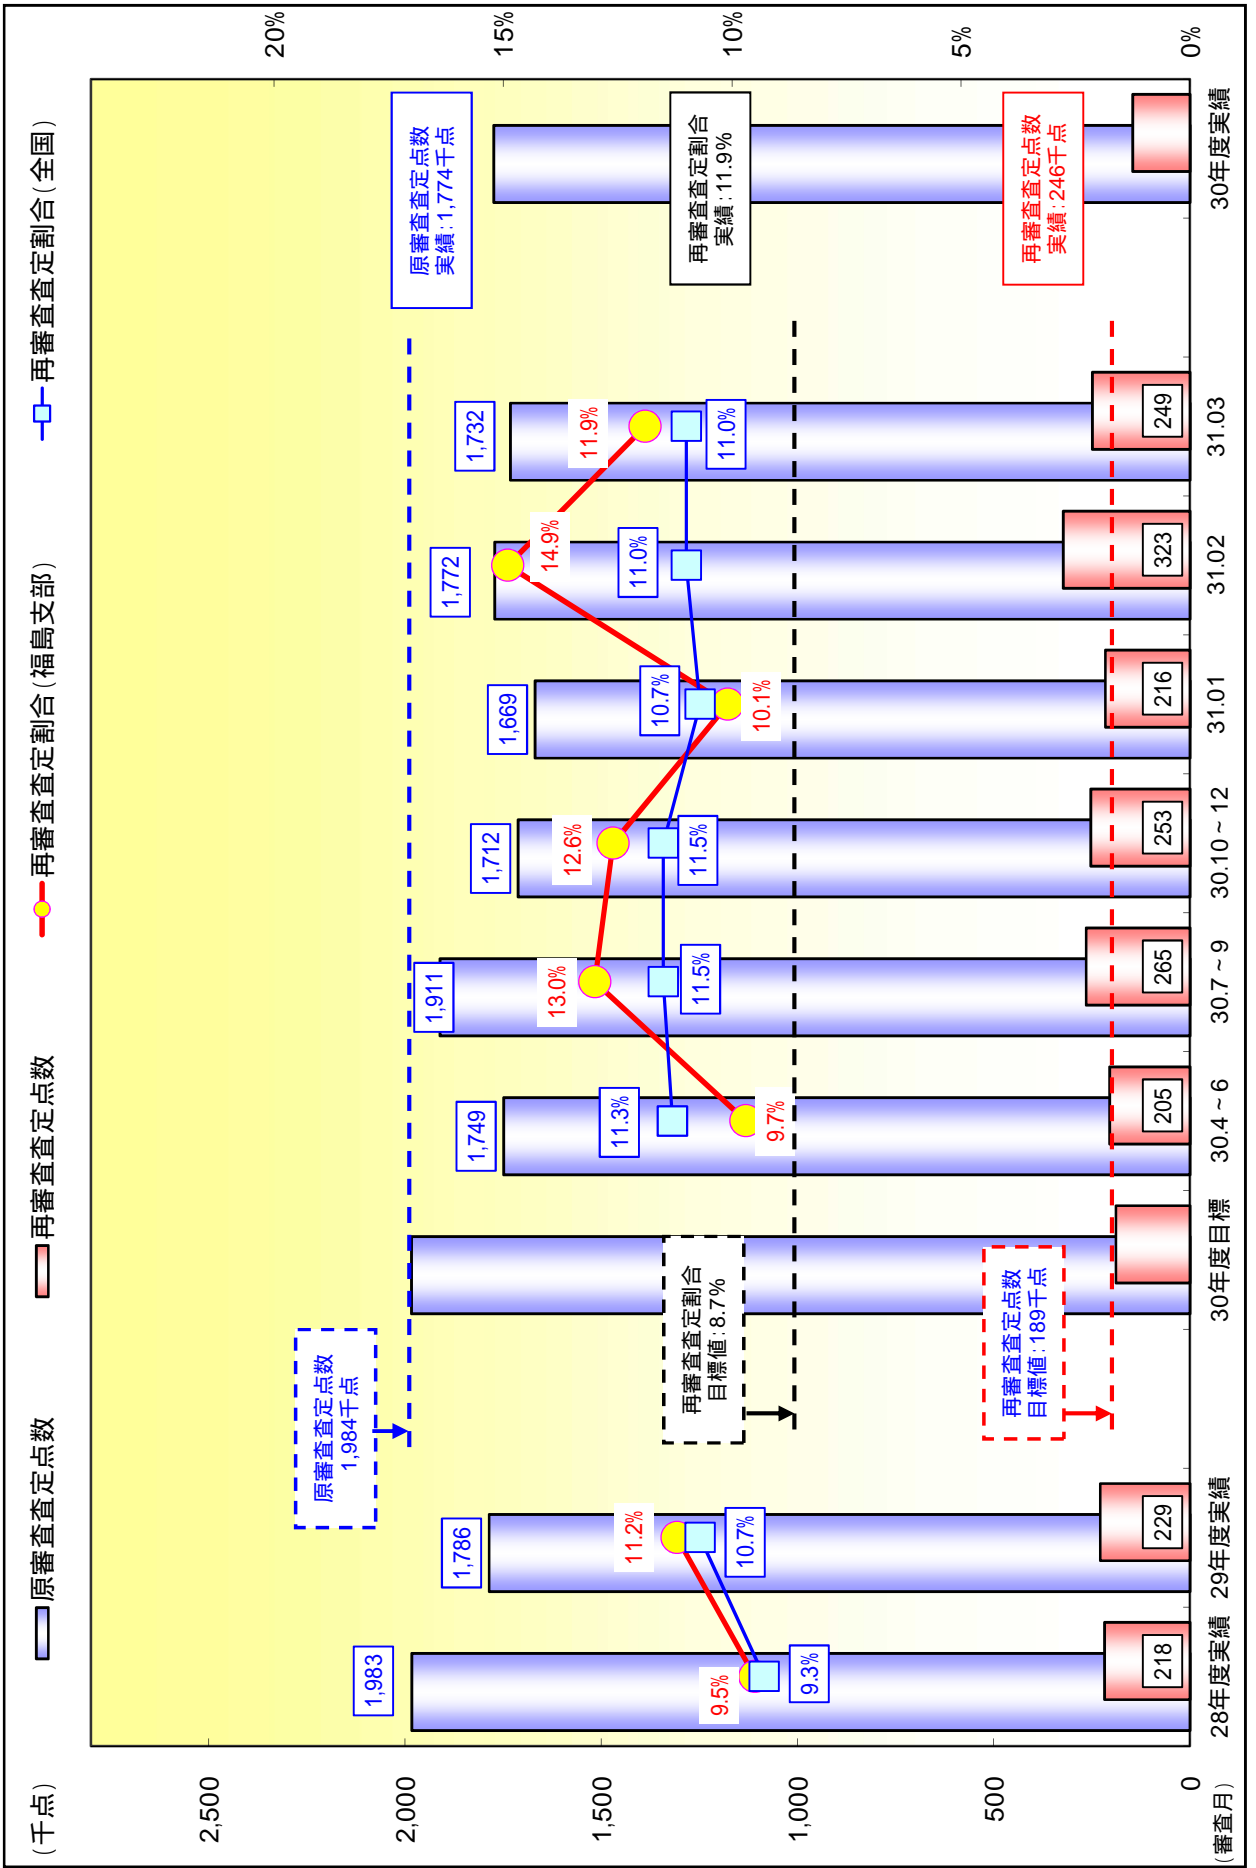 (千点)
原審査査定点数
再審査査定点数
再審査査定割合(福島支部)
再審査査定割合(全国)
2,500
2,000
1,500
1,000
500
0
(審査月)
20%
15%
10%
5%
0%
原審査査定点数
1,984千点
再審査査定割合
目標値:8.7%
再審査査定点数
目標値:189千点
原審査査定点数
実績:1,774千点
再審査査定割合
実績:11.9%
再審査査定点数
実績:246千点
1,983
1,786
1,749
1,911
1,712
1,669
1,772
1,732
9.5%
11.2%
9.7%
13.0%
12.6%
10.1%
14.9%
11.9%
9.3%
10.7%
11.3%
11.5%
11.5%
10.7%
11.0%
11.0%
218
229
205
265
253
216
323
249
28年度実績
29年度実績
30年度目標
30.4~6
30.7~9
30.10~12
31.01
31.02
31.03
30年度実績